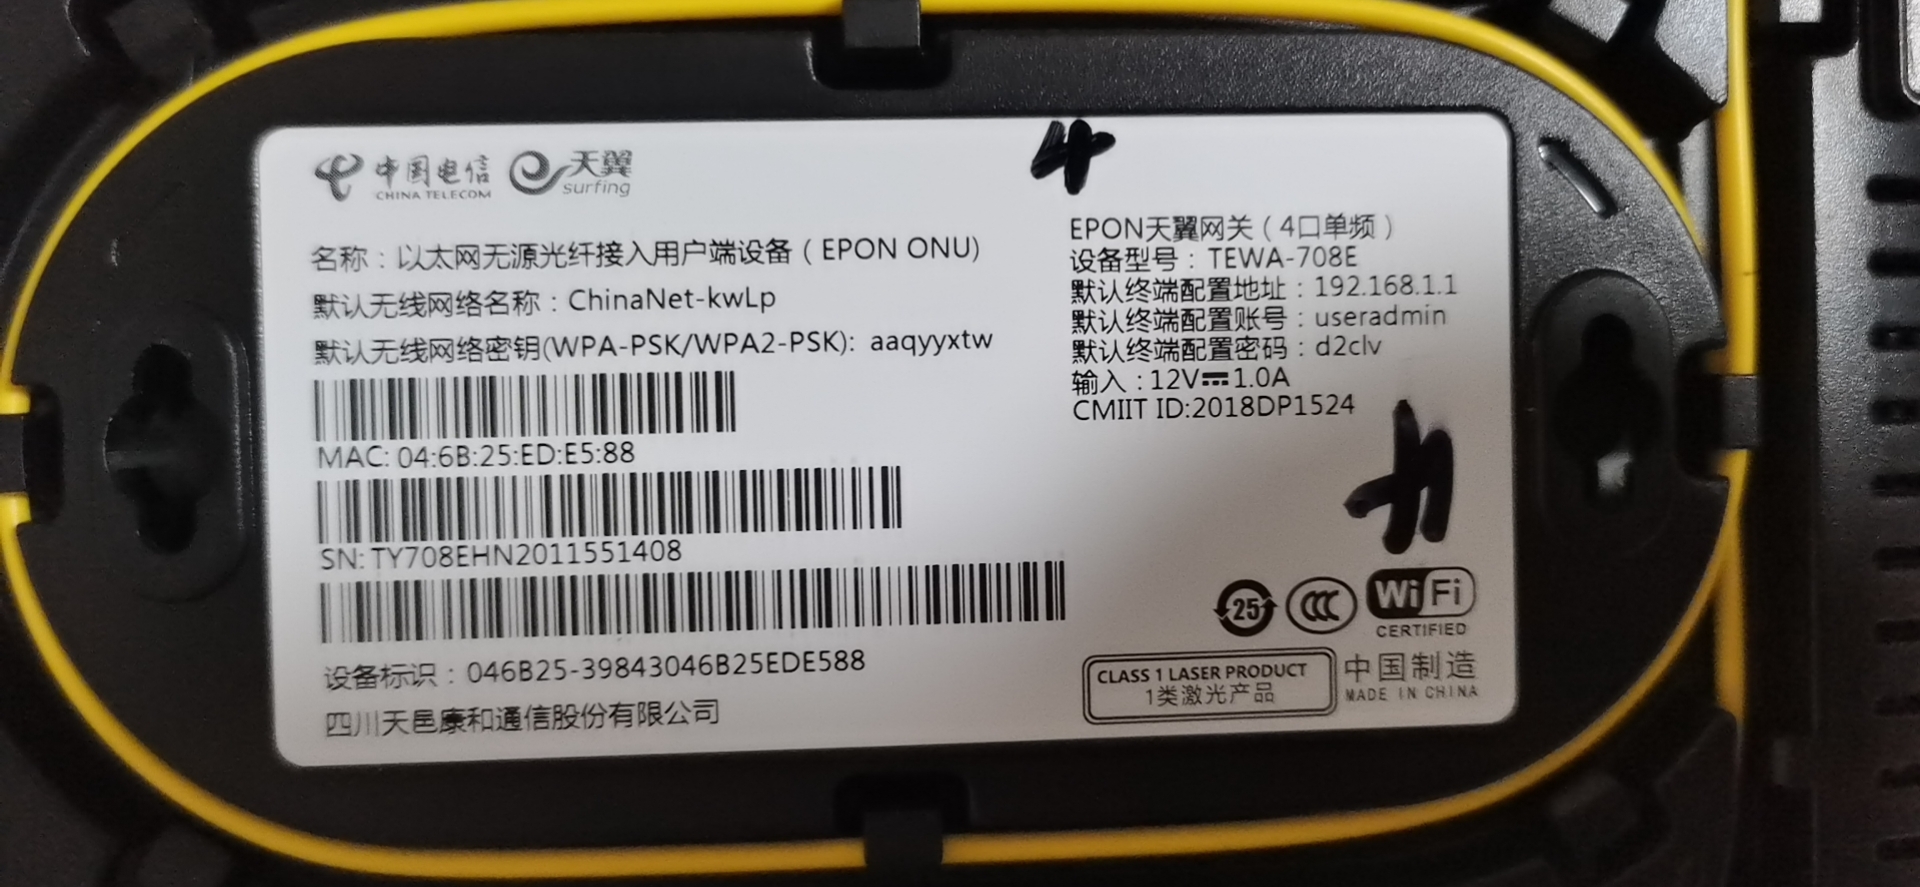 中国电信
CHINA TELECOM
天翼
surfing
4
名称：以太网无源光纤接入用户端设备（EPON ONU)
默认无线网络名称：ChinaNet-kwLp
默认无线网络密钥(WPA-PSK/WPA2-PSK): aaqyyxtw
MAC: 04:6B:25:ED:E5:88
SN: TY708EHN2011551408
设备标识：046B25-39843046B25EDE588
四川天邑康和通信股份有限公司
EPON天翼网关（4口单频）
设备型号：TEWA-708E
默认终端配置地址：192.168.1.1
默认终端配置账号：useradmin
默认终端配置密码：d2clv
输入：12V⎓1.0A
CMIIT ID:2018DP1524
25
CCC
WiFi
CERTIFIED
CLASS 1 LASER PRODUCT
1类激光产品
中国制造
MADE IN CHINA